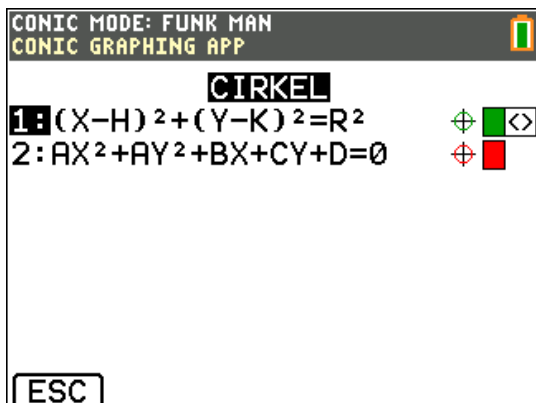 CONIC MODE: FUNK MAN
CONIC GRAPHING APP
CIRKEL
1:(X-H)²+(Y-K)²=R²
2:AX²+AY²+BX+CY+D=0
ESC